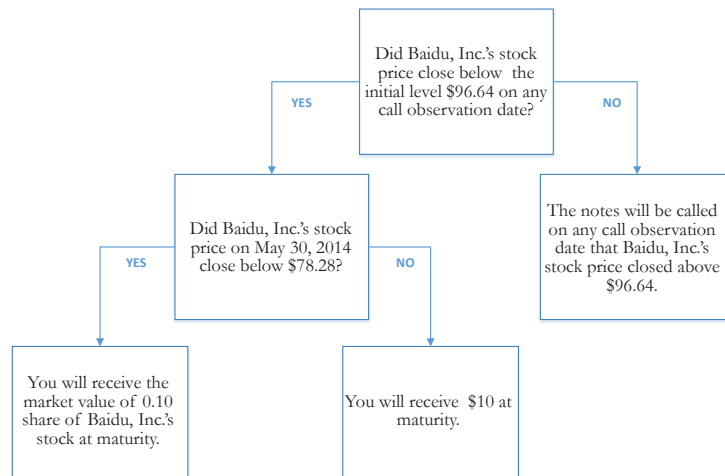 Did Baidu, Inc.'s stock
price close below the
initial level $96.64 on any
call observation date?
YES
NO
Did Baidu, Inc.'s stock
price on May 30, 2014
close below $78.28?
The notes will be called
on any call observation
date that Baidu, Inc.'s
stock price closed above
$96.64.
YES
NO
You will receive the
market value of 0.10
share of Baidu, Inc.'s
stock at maturity.
You will receive $10 at
maturity.